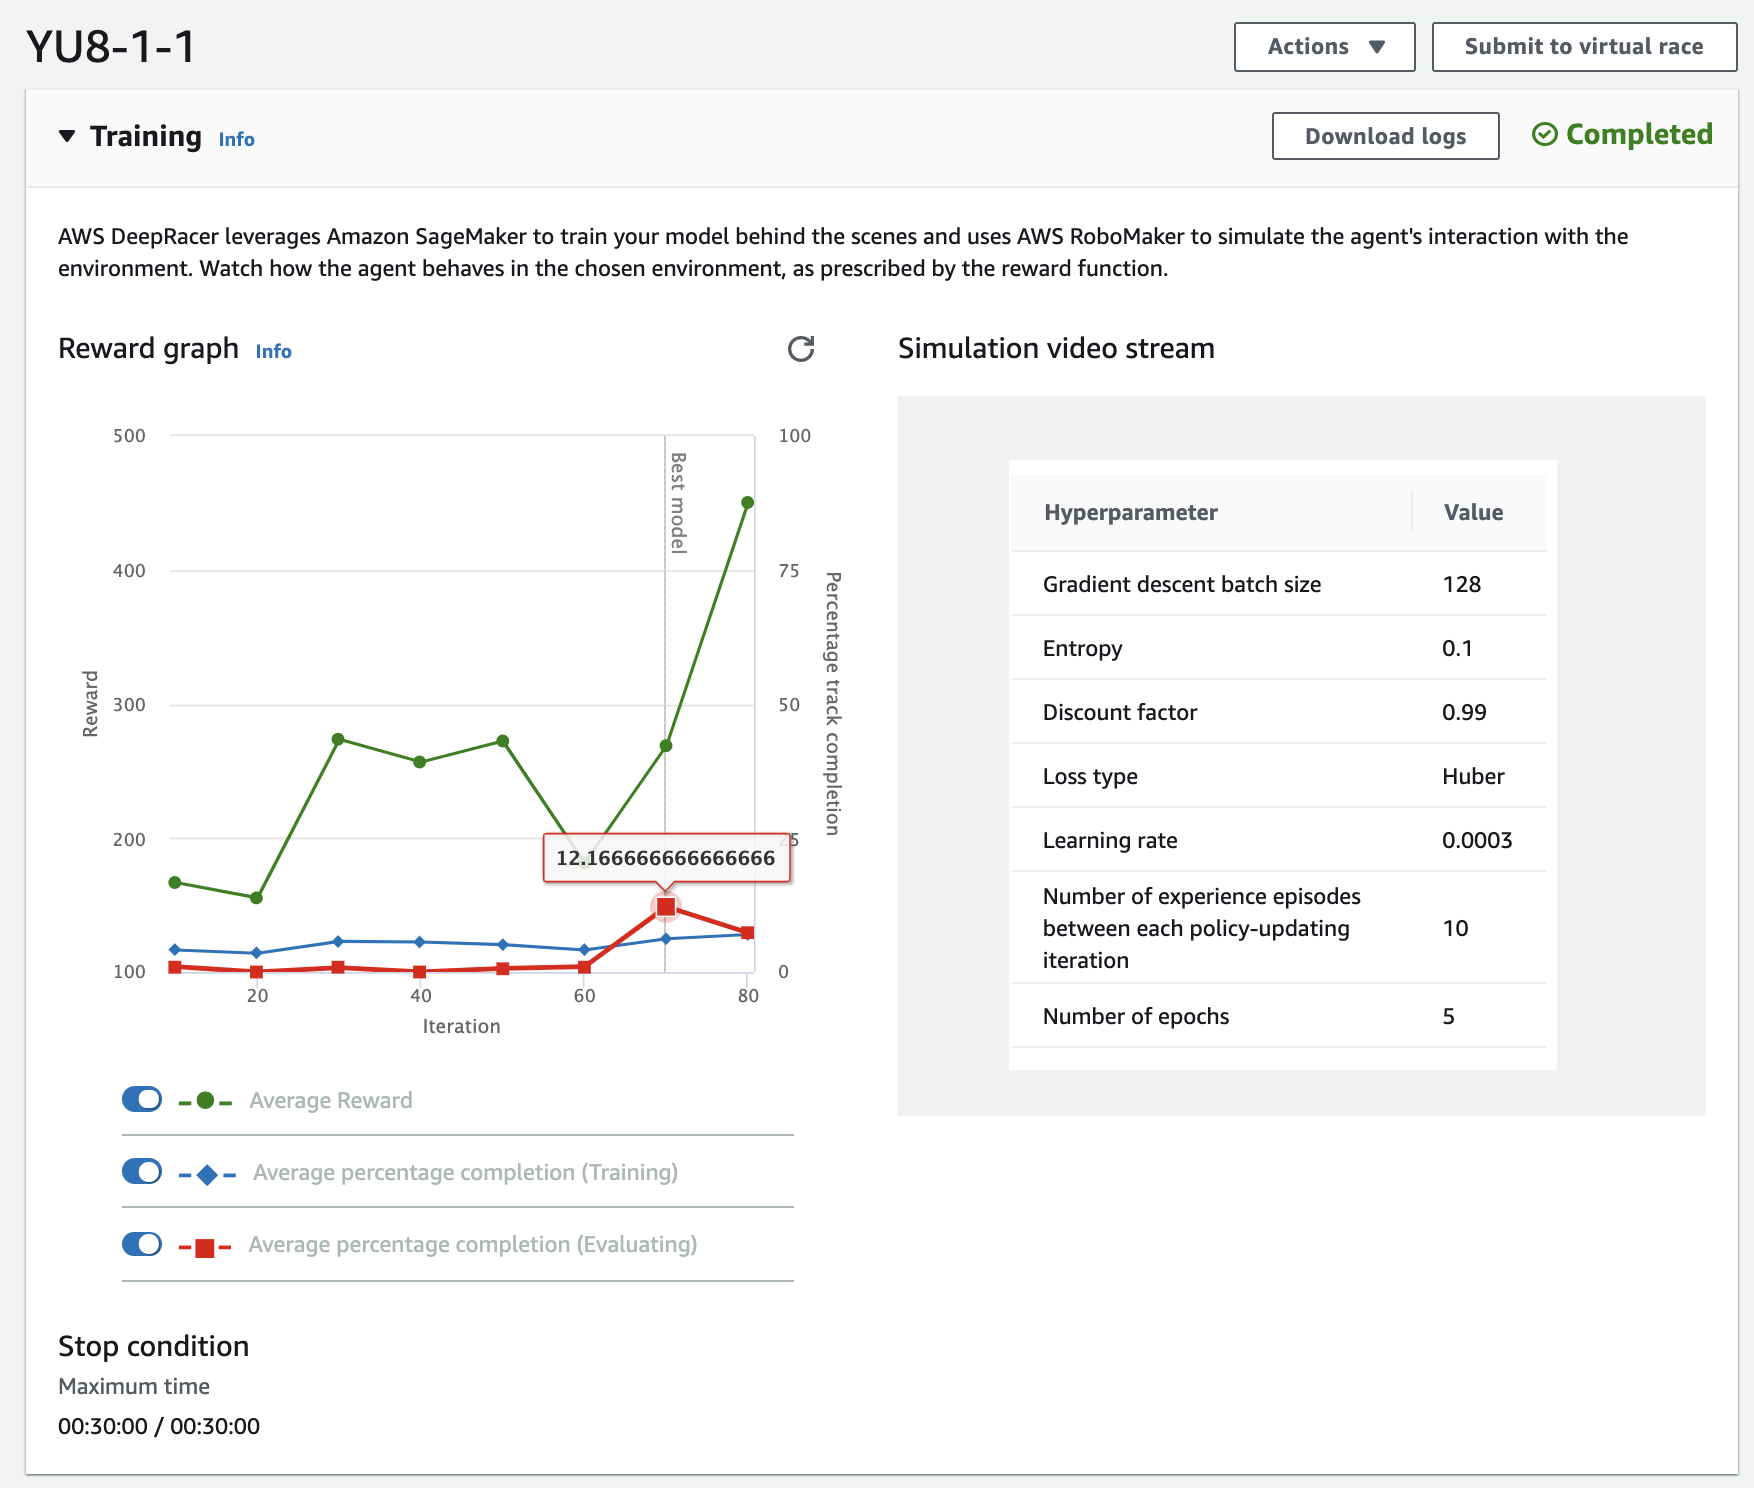 YU8-1-1
Actions
Submit to virtual race
Training Info
Download logs
Completed
AWS DeepRacer leverages Amazon SageMaker to train your model behind the scenes and uses AWS RoboMaker to simulate the agent's interaction with the
environment. Watch how the agent behaves in the chosen environment, as prescribed by the reward function.
Reward graph Info
500
400
300
200
100
Reward
100
75
50
25
0
Percentage track completion
Best model
12.166666666666666
20
40
60
80
Iteration
Average Reward
Average percentage completion (Training)
Average percentage completion (Evaluating)
Stop condition
Maximum time
00:30:00 / 00:30:00
Simulation video stream
Hyperparameter Value
Gradient descent batch size 128
Entropy 0.1
Discount factor 0.99
Loss type Huber
Learning rate 0.0003
Number of experience episodes
between each policy-updating 10
iteration
Number of epochs 5